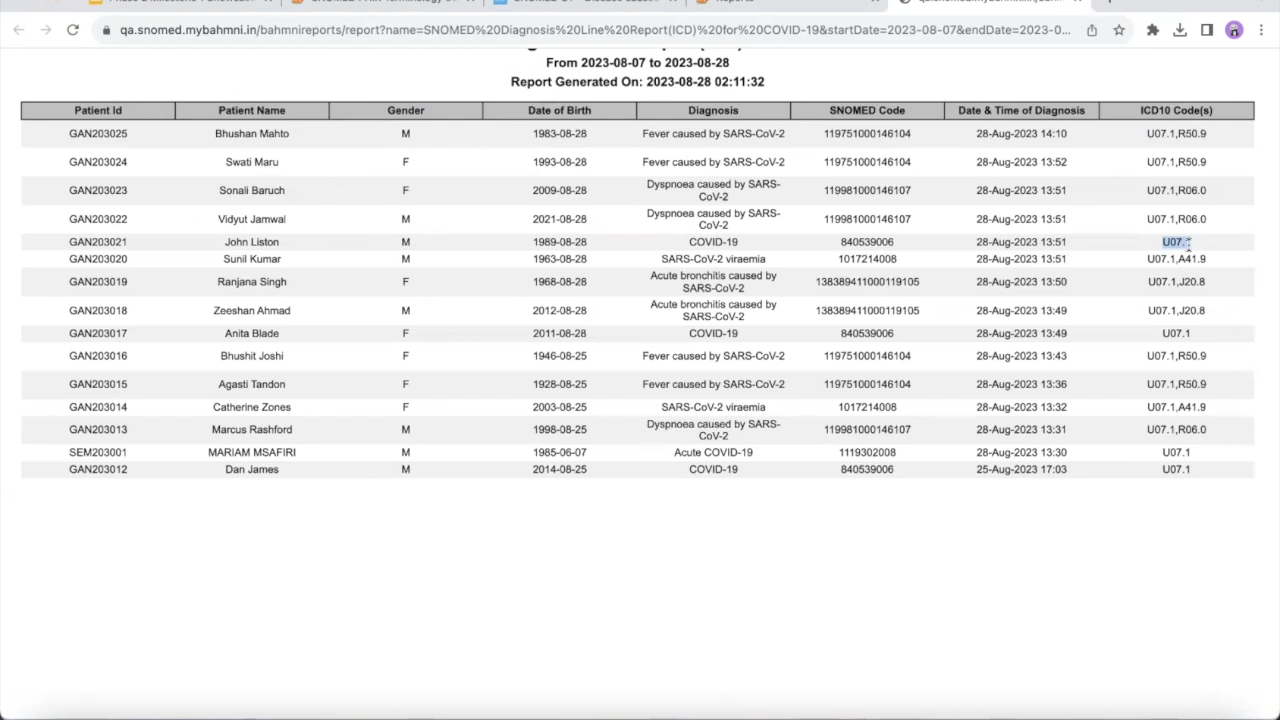 qa.snomed.mybahmni.in/bahmnireports/report?name=SNOMED%20Diagnosis%20Line%20Report(ICD)%20for%20COVID-19&startDate=2023-08-07&endDate=2023-0...
From 2023-08-07 to 2023-08-28
Report Generated On: 2023-08-28 02:11:32
Patient Id Patient Name Gender Date of Birth Diagnosis SNOMED Code Date & Time of Diagnosis ICD10 Code(s)
GAN203025 Bhushan Mahto M 1983-08-28 Fever caused by SARS-CoV-2 119751000146104 28-Aug-2023 14:10 U07.1,R50.9
GAN203024 Swati Maru F 1993-08-28 Fever caused by SARS-CoV-2 119751000146104 28-Aug-2023 13:52 U07.1,R50.9
GAN203023 Sonali Baruch F 2009-08-28 Dyspnoea caused by SARS-
CoV-2 119981000146107 28-Aug-2023 13:51 U07.1,R06.0
GAN203022 Vidyut Jamwal M 2021-08-28 Dyspnoea caused by SARS-
CoV-2 119981000146107 28-Aug-2023 13:51 U07.1,R06.0
GAN203021 John Liston M 1989-08-28 COVID-19 840539006 28-Aug-2023 13:51 U07.1
GAN203020 Sunil Kumar M 1963-08-28 SARS-CoV-2 viraemia 1017214008 28-Aug-2023 13:51 U07.1,A41.9
GAN203019 Ranjana Singh F 1968-08-28 Acute bronchitis caused by
SARS-CoV-2 138389411000119105 28-Aug-2023 13:50 U07.1,J20.8
GAN203018 Zeeshan Ahmad M 2012-08-28 Acute bronchitis caused by
SARS-CoV-2 138389411000119105 28-Aug-2023 13:49 U07.1,J20.8
GAN203017 Anita Blade F 2011-08-28 COVID-19 840539006 28-Aug-2023 13:49 U07.1
GAN203016 Bhushit Joshi F 1946-08-25 Fever caused by SARS-CoV-2 119751000146104 28-Aug-2023 13:43 U07.1,R50.9
GAN203015 Agasti Tandon F 1928-08-25 Fever caused by SARS-CoV-2 119751000146104 28-Aug-2023 13:36 U07.1,R50.9
GAN203014 Catherine Zones F 2003-08-25 SARS-CoV-2 viraemia 1017214008 28-Aug-2023 13:32 U07.1,A41.9
GAN203013 Marcus Rashford M 1998-08-25 Dyspnoea caused by SARS-
CoV-2 119981000146107 28-Aug-2023 13:31 U07.1,R06.0
SEM203001 MARIAM MSAFIRI M 1985-06-07 Acute COVID-19 1119302008 28-Aug-2023 13:30 U07.1
GAN203012 Dan James M 2014-08-25 COVID-19 840539006 25-Aug-2023 17:03 U07.1